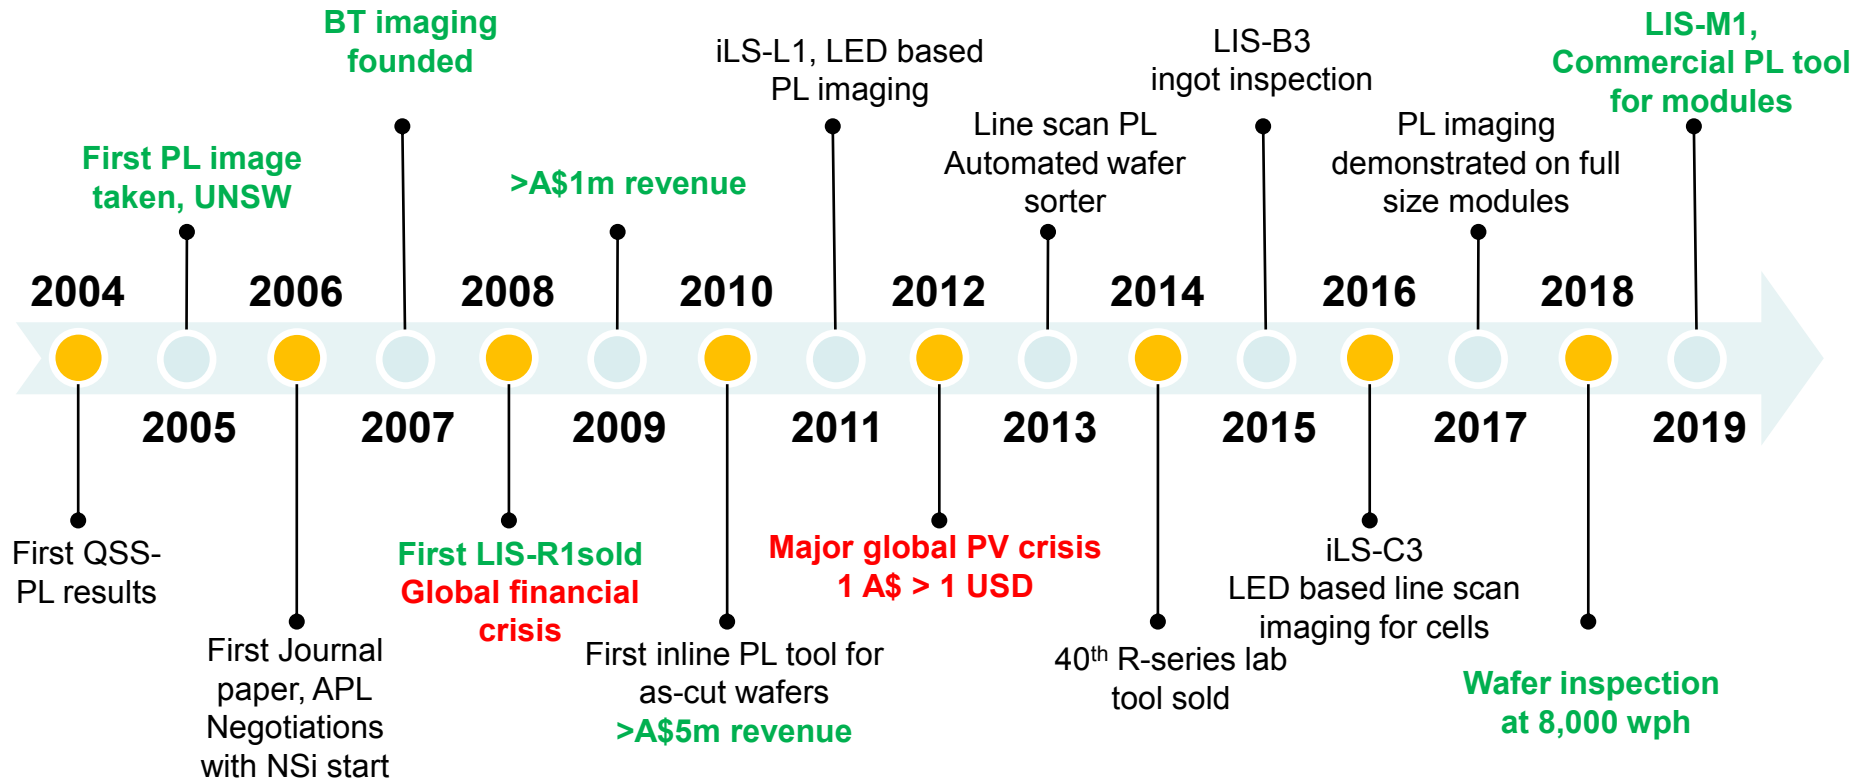 BT imaging
founded
iLS-L1, LED based
PL imaging
LIS-B3
ingot inspection
LIS-M1,
Commercial PL tool
for modules
First PL image
taken, UNSW
>A$1m revenue
Line scan PL
Automated wafer
sorter
PL imaging
demonstrated on full
size modules
2004
2006
2008
2010
2012
2014
2016
2018
2005
2007
2009
2011
2013
2015
2017
2019
First QSS-
PL results
First Journal
paper, APL
Negotiations
with NSi start
First LIS-R1sold
Global financial
crisis
First inline PL tool for
as-cut wafers
>A$5m revenue
Major global PV crisis
1 A$ > 1 USD
40th R-series lab
tool sold
iLS-C3
LED based line scan
imaging for cells
Wafer inspection
at 8,000 wph